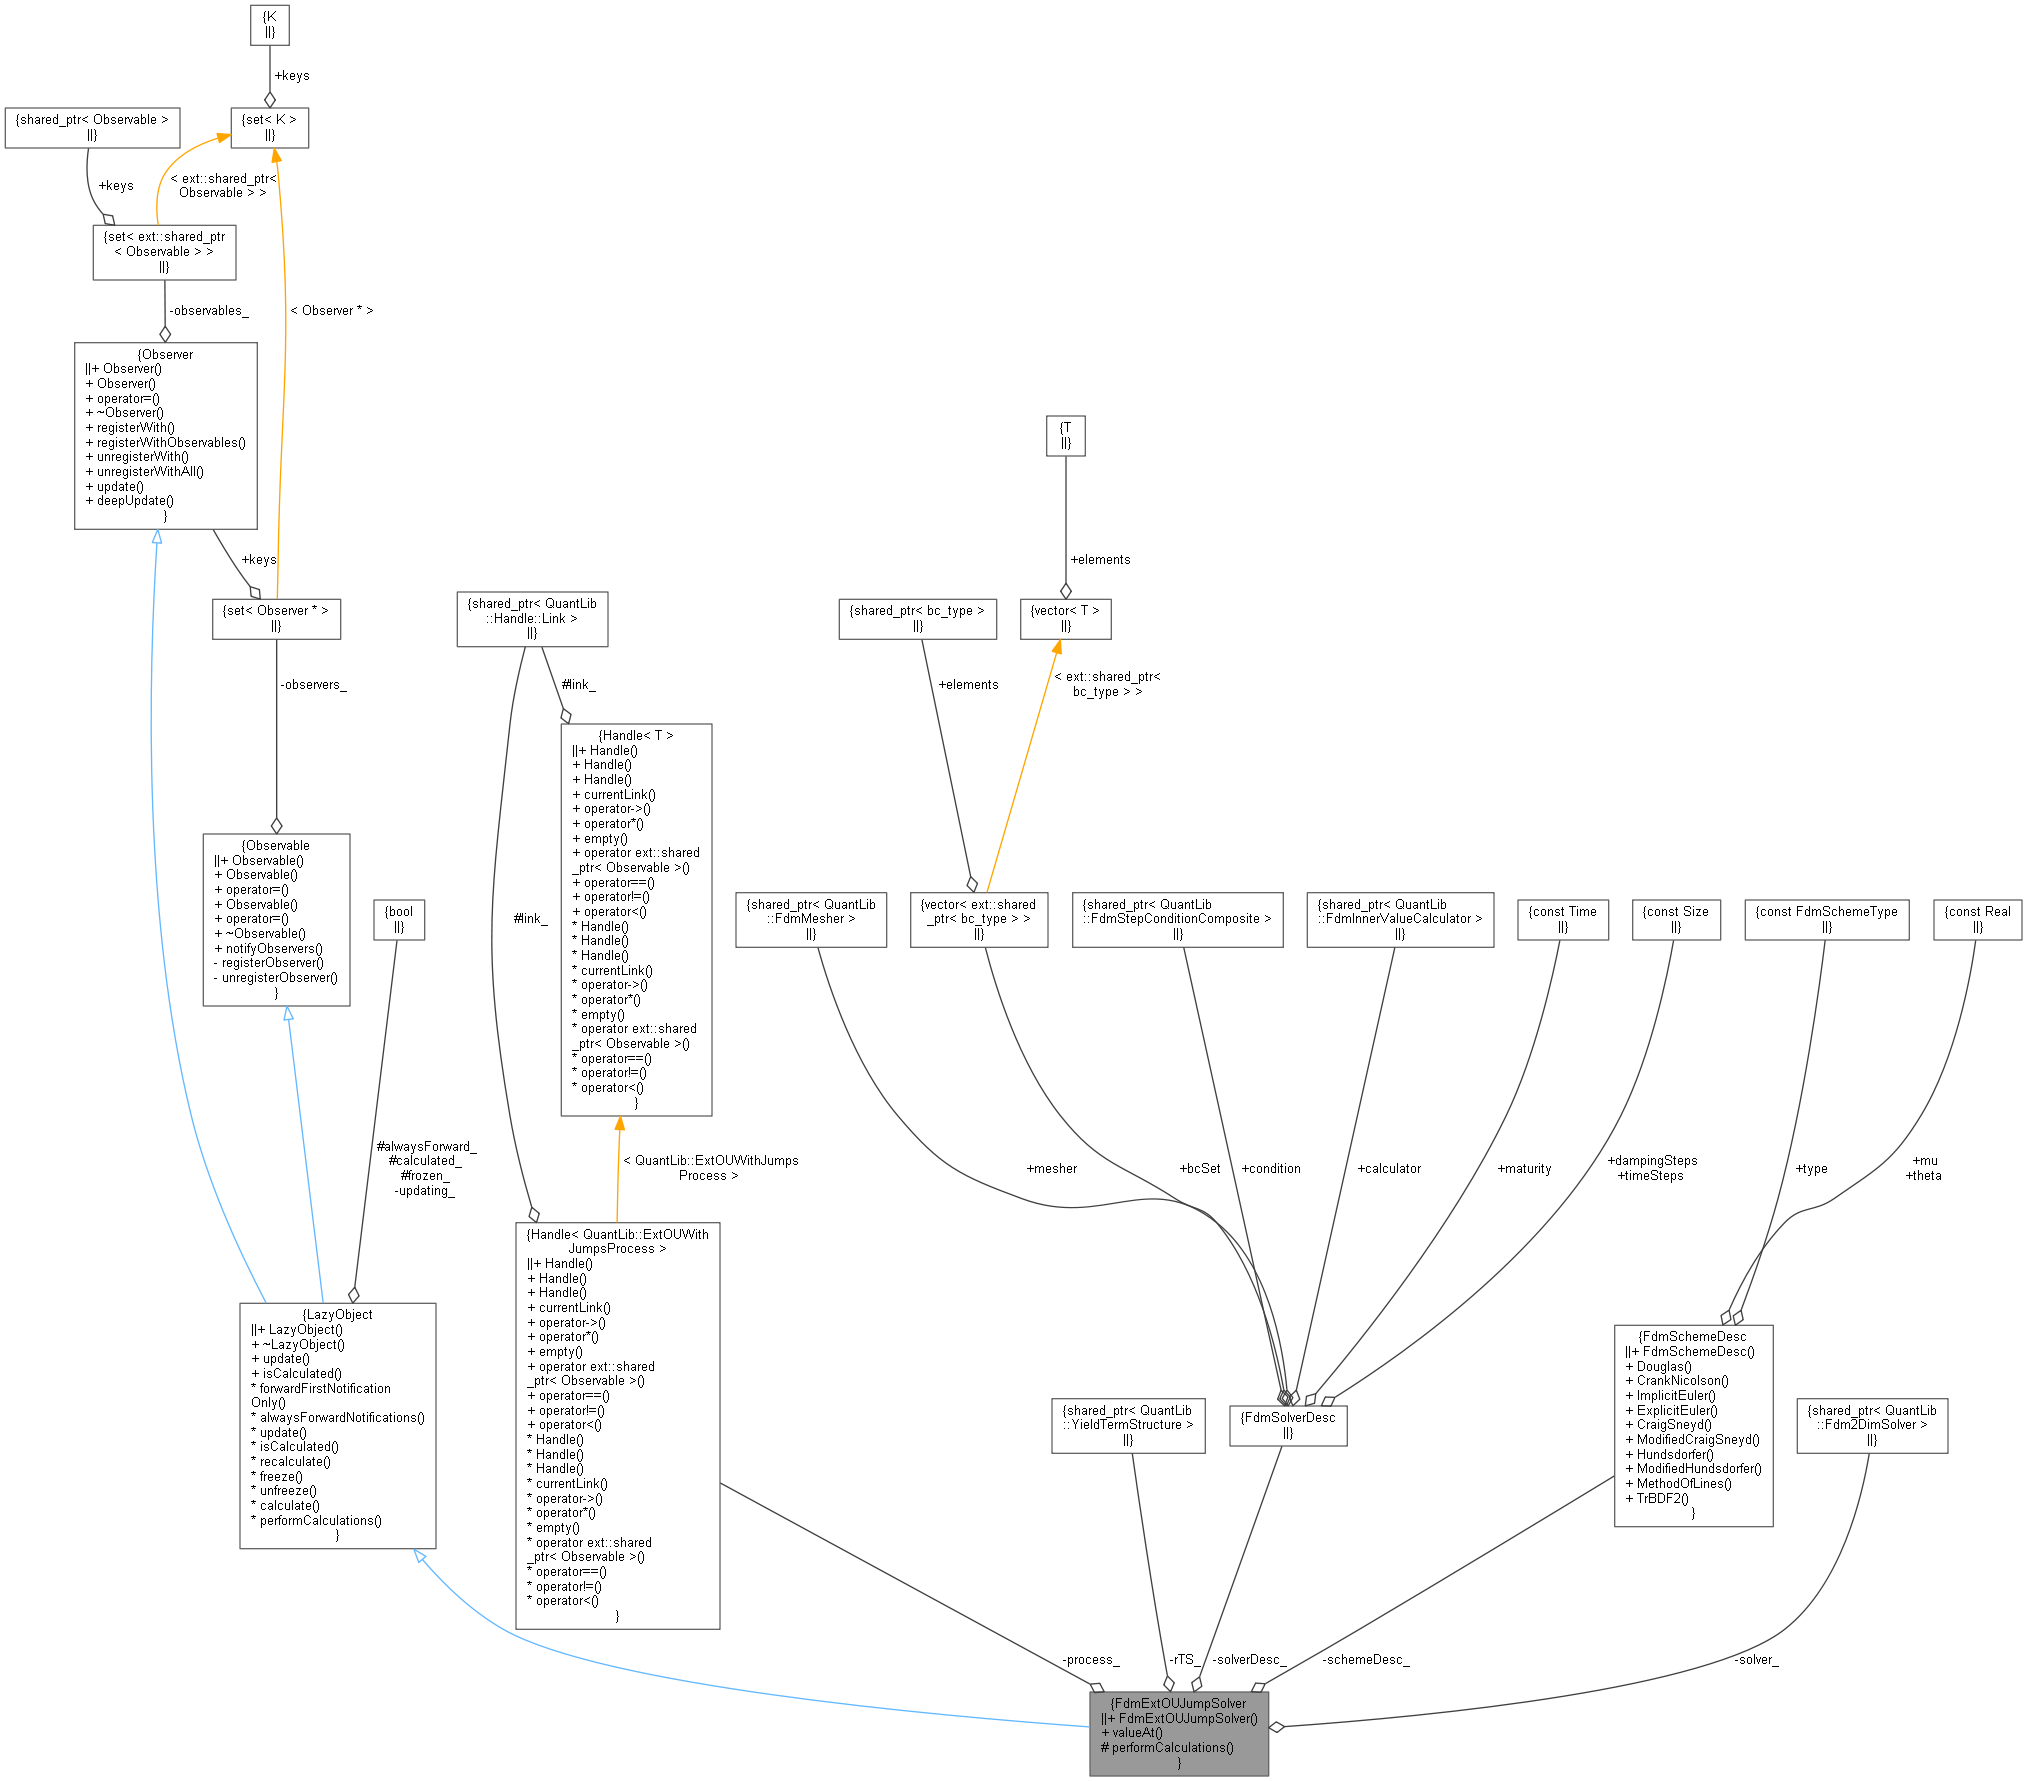 {K
||}
+keys
{shared_ptr< Observable >
||}
{set< K >
||}
+keys
< ext::shared_ptr<
Observable > >
{set< ext::shared_ptr
< Observable > >
||}
-observables_
< Observer * >
{Observer
||+ Observer()
+ Observer()
+ operator=()
+ ~Observer()
+ registerWith()
+ registerWithObservables()
+ unregisterWith()
+ unregisterWithAll()
+ update()
+ deepUpdate()
}
+keys
{set< Observer * >
||}
-observers_
{Observable
||+ Observable()
+ Observable()
+ operator=()
+ Observable()
+ operator=()
+ ~Observable()
+ notifyObservers()
- registerObserver()
- unregisterObserver()
}
{bool
||}
#alwaysForward_
#calculated_
#frozen_
-updating_
{LazyObject
||+ LazyObject()
+ ~LazyObject()
+ update()
+ isCalculated()
* forwardFirstNotification
Only()
* alwaysForwardNotifications()
* update()
* isCalculated()
* recalculate()
* freeze()
* unfreeze()
* calculate()
* performCalculations()
}
{shared_ptr< QuantLib
::Handle::Link >
||}
#link_
#link_
{Handle< T >
||+ Handle()
+ Handle()
+ Handle()
+ currentLink()
+ operator->()
+ operator*()
+ empty()
+ operator ext::shared
_ptr< Observable >()
+ operator==()
+ operator!=()
+ operator<()
* Handle()
* Handle()
* Handle()
* currentLink()
* operator->()
* operator*()
* empty()
* operator ext::shared
_ptr< Observable >()
* operator==()
* operator!=()
* operator<()
}
< QuantLib::ExtOUWithJumps
Process >
{Handle< QuantLib::ExtOUWith
JumpsProcess >
||+ Handle()
+ Handle()
+ Handle()
+ currentLink()
+ operator->()
+ operator*()
+ empty()
+ operator ext::shared
_ptr< Observable >()
+ operator==()
+ operator!=()
+ operator<()
* Handle()
* Handle()
* Handle()
* currentLink()
* operator->()
* operator*()
* empty()
* operator ext::shared
_ptr< Observable >()
* operator==()
* operator!=()
* operator<()
}
{T
||}
+elements
{shared_ptr< bc_type >
||}
{vector< T >
||}
+elements
< ext::shared_ptr<
bc_type > >
{shared_ptr< QuantLib
::FdmMesher >
||}
{vector< ext::shared
_ptr< bc_type > >
||}
{shared_ptr< QuantLib
::FdmStepConditionComposite >
||}
{shared_ptr< QuantLib
::FdmInnerValueCalculator >
||}
{const Time
||}
{const Size
||}
{const FdmSchemeType
||}
{const Real
||}
+mesher
+bcSet
+condition
+calculator
+maturity
+dampingSteps
+timeSteps
+type
+mu
+theta
{shared_ptr< QuantLib
::YieldTermStructure >
||}
{FdmSolverDesc
||}
{FdmSchemeDesc
||+ FdmSchemeDesc()
+ Douglas()
+ CrankNicolson()
+ ImplicitEuler()
+ ExplicitEuler()
+ CraigSneyd()
+ ModifiedCraigSneyd()
+ Hundsdorfer()
+ ModifiedHundsdorfer()
+ MethodOfLines()
+ TrBDF2()
}
{shared_ptr< QuantLib
::Fdm2DimSolver >
||}
-process_
-rTS_
-solverDesc_
-schemeDesc_
-solver_
{FdmExtOUJumpSolver
||+ FdmExtOUJumpSolver()
+ valueAt()
# performCalculations()
}